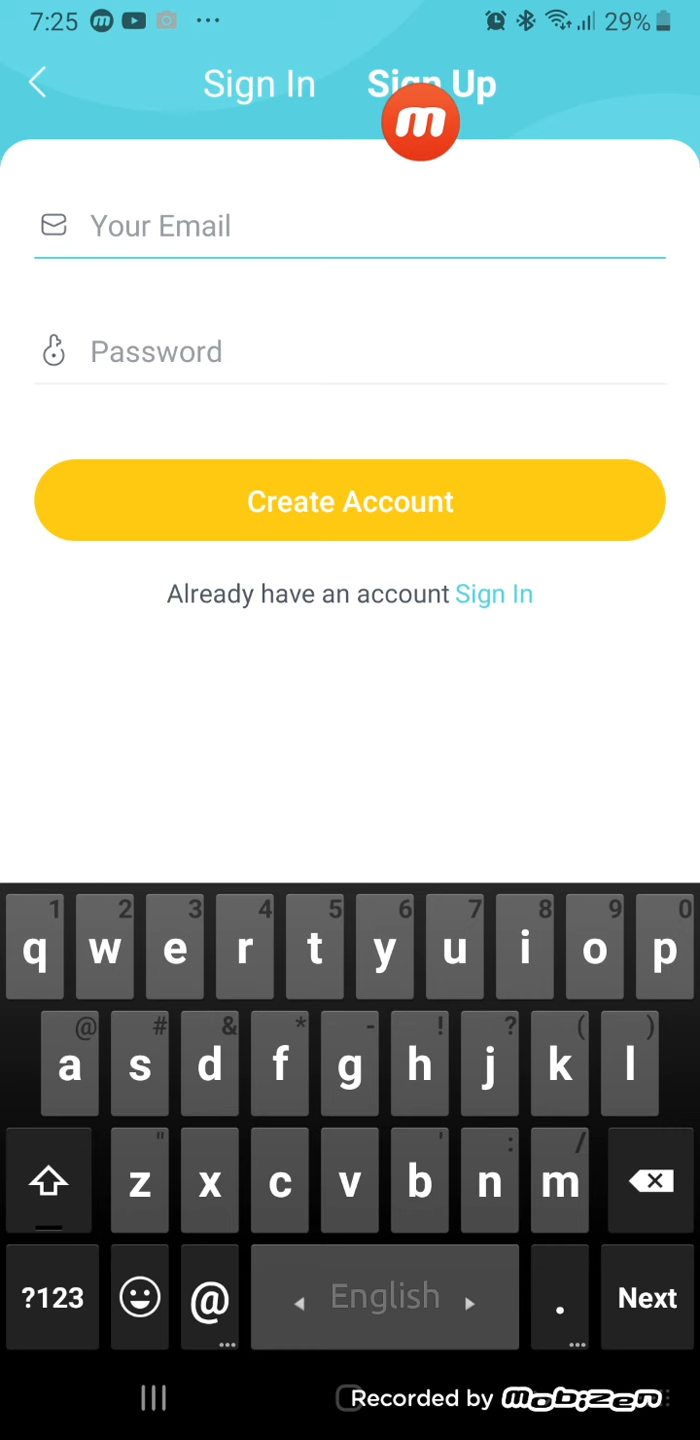 7:25 m ... 29%
Sign In Sign Up
m
Your Email
Password
Create Account
Already have an account Sign In
1 2 3 4 5 6 7 8 9 0
q w e r t y u i o p
@ # & * - ! ? ( )
a s d f g h j k l
" ' : /
z x c v b n m
?123 @ ... English . ... Next
Recorded by mobizen